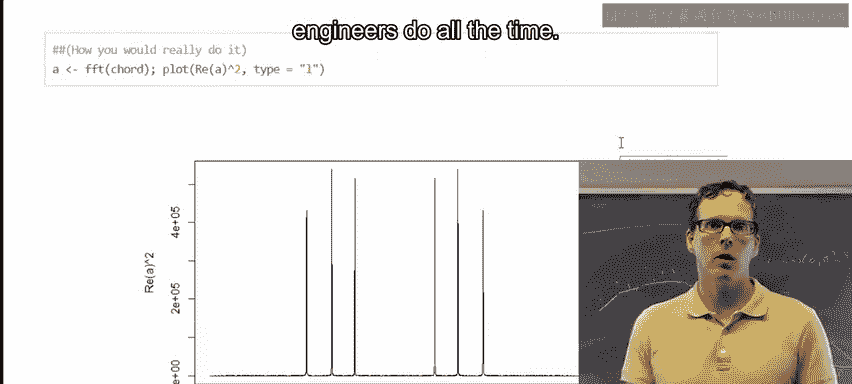 engineers do all the time.
##(How you would really do it)
a <- fft(chord); plot(Re(a)^2, type = "l")
4e+05
Re(a)^2
2e+05
e+00